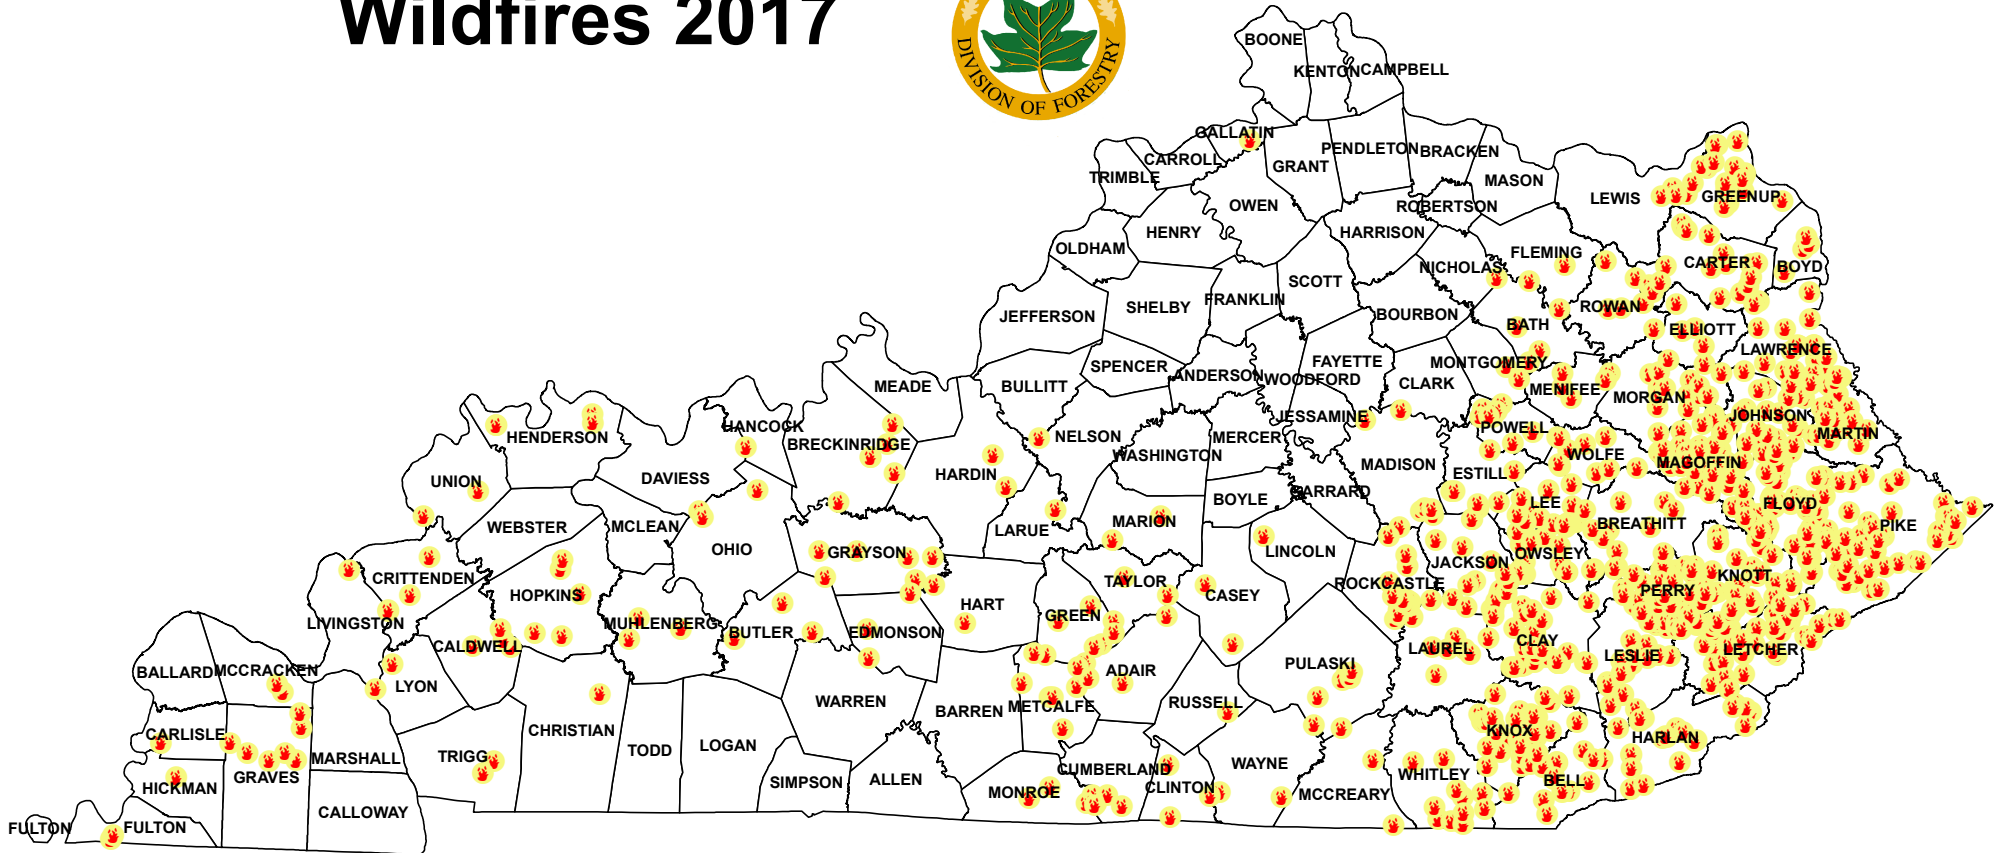 Wildfires 2017
DIVISION OF FORESTRY
BOONE
KENTON
CAMPBELL
GALLATIN
CARROLL
TRIMBLE
GRANT
PENDLETON
BRACKEN
MASON
LEWIS
GREENUP
OWEN
ROBERTSON
HENRY
HARRISON
OLDHAM
FLEMING
NICHOLAS
CARTER
BOYD
SCOTT
FRANKLIN
SHELBY
JEFFERSON
BOURBON
ROWAN
BATH
ELLIOTT
LAWRENCE
SPENCER
ANDERSON
WOODFORD
FAYETTE
MONTGOMERY
CLARK
MENIFEE
MORGAN
MEADE
BULLITT
JESSAMINE
JOHNSON
MARTIN
HANCOCK
HENDERSON
BRECKINRIDGE
NELSON
MERCER
POWELL
WASHINGTON
WOLFE
MAGOFFIN
MADISON
ESTILL
HARDIN
DAVIESS
UNION
BOYLE
GARRARD
LEE
FLOYD
BREATHITT
PIKE
WEBSTER
MCLEAN
MARION
LARUE
OHIO
GRAYSON
LINCOLN
OWSLEY
JACKSON
KNOTT
CRITTENDEN
TAYLOR
ROCKCASTLE
PERRY
HOPKINS
CASEY
HART
GREEN
LIVINGSTON
MUHLENBERG
BUTLER
EDMONSON
CALDWELL
CLAY
LAUREL
LESLIE
LETCHER
PULASKI
BALLARD
MCCRACKEN
ADAIR
LYON
WARREN
BARREN
METCALFE
RUSSELL
CARLISLE
CHRISTIAN
KNOX
HARLAN
TODD
LOGAN
MARSHALL
TRIGG
GRAVES
CUMBERLAND
WAYNE
WHITLEY
BELL
SIMPSON
ALLEN
HICKMAN
CLINTON
MONROE
MCCREARY
CALLOWAY
FULTON
FULTON